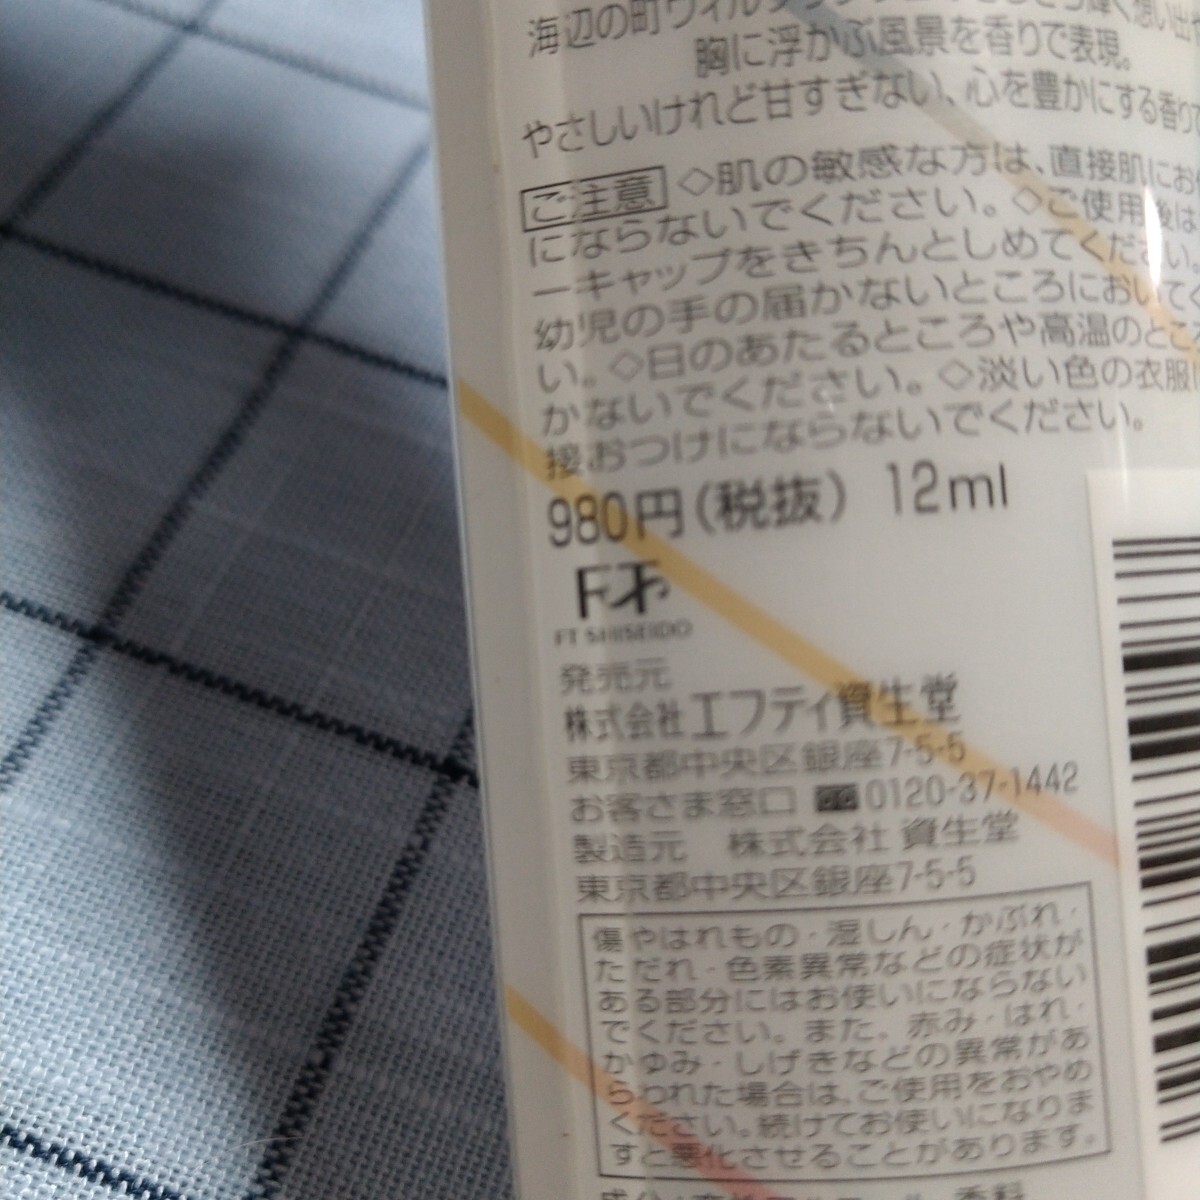 海辺の町ヴィル
輝く想い出
胸に浮かぶ風景を香りで表現。
やさしいけれど甘すぎない、心を豊かにする香り
ご注意 ◇肌の敏感な方は、直接肌にお使
にならないでください。◇ご使用後は
ーキャップをきちんとしめてください。
幼児の手の届かないところにおいてく
い。◇日のあたるところや高温のところ
かないでください。◇淡い色の衣服に
接おつけにならないでください。
980円(税抜) 12ml
FT
FT SHISEIDO
発売元
株式会社エフティ資生堂
東京都中央区銀座7-5-5
お客さま窓口 0120-37-1442
製造元 株式会社 資生堂
東京都中央区銀座7-5-5
傷やはれもの・湿しん・かぶれ・
ただれ・色素異常などの症状が
ある部分にはお使いにならない
でください。また、赤み・はれ・
かゆみ・しげきなどの異常があ
らわれた場合は、ご使用をおやめ
ください。続けてお使いになりま
すと悪化させることがあります。